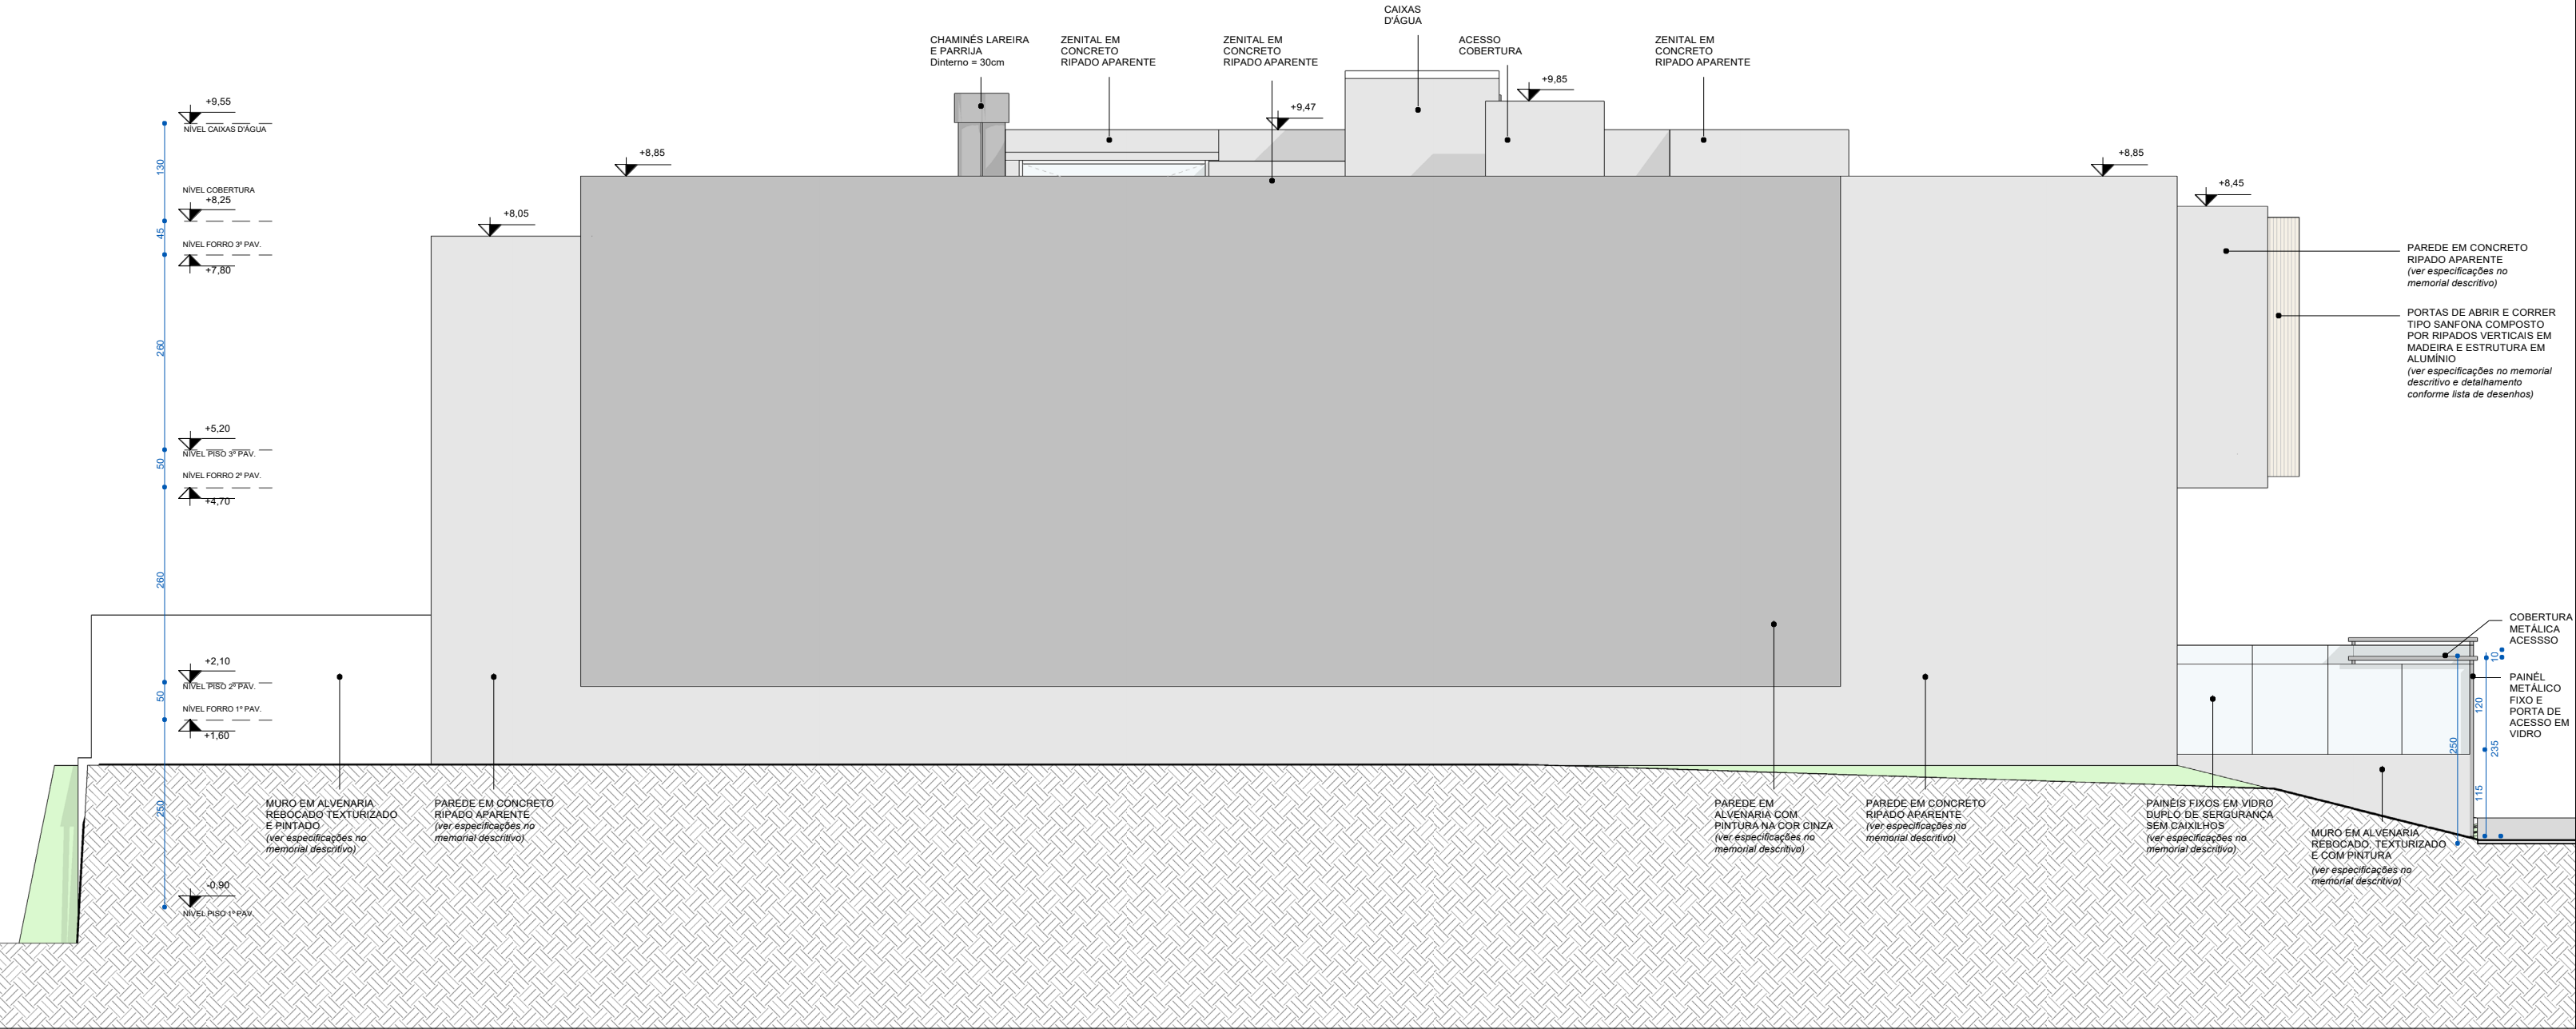 CAIXAS
D'ÁGUA
CHAMINÉS LAREIRA
E PARRIJA
Dinterno = 30cm
ZENITAL EM
CONCRETO
RIPADO APARENTE
ZENITAL EM
CONCRETO
RIPADO APARENTE
ACESSO
COBERTURA
ZENITAL EM
CONCRETO
RIPADO APARENTE
+9,55
NÍVEL CAIXAS D'ÁGUA
130
NÍVEL COBERTURA
+8,25
45
NÍVEL FORRO 3º PAV.
+7,80
260
+5,20
NÍVEL PISO 3º PAV.
50
NÍVEL FORRO 2º PAV.
+4,70
260
+2,10
NÍVEL PISO 2º PAV.
50
NÍVEL FORRO 1º PAV.
+1,60
250
-0,90
NÍVEL PISO 1º PAV.
+8,05
+8,85
+9,47
+9,85
+8,85
+8,45
PAREDE EM CONCRETO
RIPADO APARENTE
(ver especificações no
memorial descritivo)
PORTAS DE ABRIR E CORRER
TIPO SANFONA COMPOSTO
POR RIPADOS VERTICAIS EM
MADEIRA E ESTRUTURA EM
ALUMÍNIO
(ver especificações no memorial
descritivo e detalhamento
conforme lista de desenhos)
COBERTURA
METÁLICA
ACESSSO
10
PAINÉL
METÁLICO
FIXO E
PORTA DE
ACESSO EM
VIDRO
120
250
235
115
MURO EM ALVENARIA
REBOCADO TEXTURIZADO
E PINTADO
(ver especificações no
memorial descritivo)
PAREDE EM CONCRETO
RIPADO APARENTE
(ver especificações no
memorial descritivo)
PAREDE EM
ALVENARIA COM
PINTURA NA COR CINZA
(ver especificações no
memorial descritivo)
PAREDE EM CONCRETO
RIPADO APARENTE
(ver especificações no
memorial descritivo)
PAINÉIS FIXOS EM VIDRO
DUPLO DE SERGURANÇA
SEM CAIXILHOS
(ver especificações no
memorial descritivo)
MURO EM ALVENARIA
REBOCADO, TEXTURIZADO
E COM PINTURA
(ver especificações no
memorial descritivo)